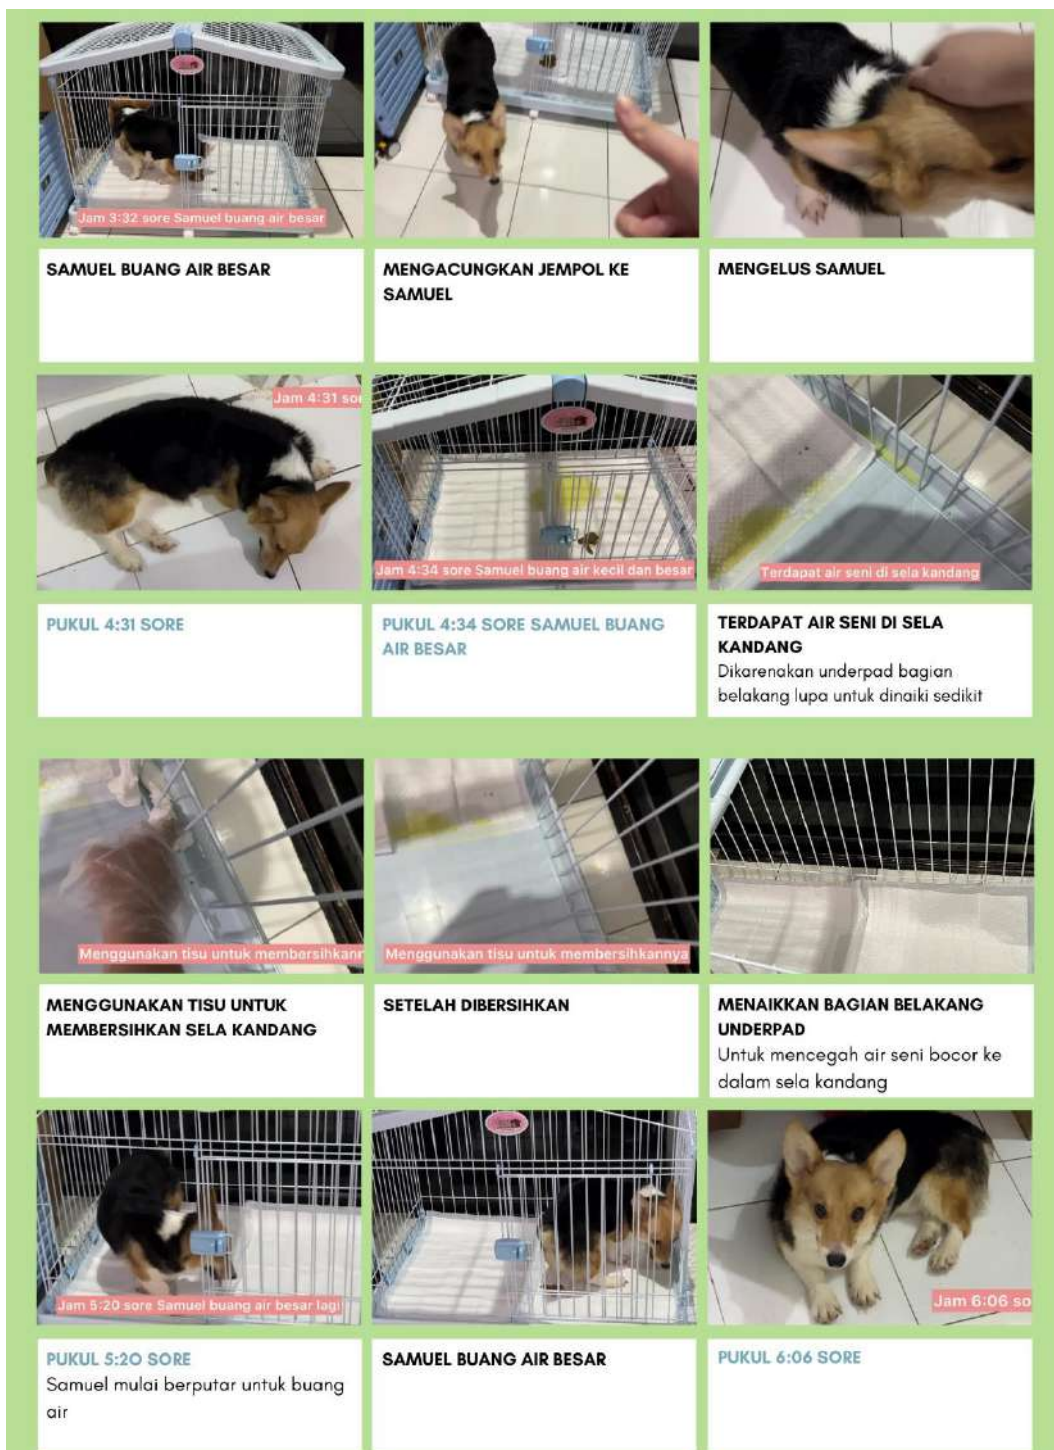 Jam 3:32 sore Samuel buang air besar
SAMUEL BUANG AIR BESAR
MENGACUNGKAN JEMPOL KE
SAMUEL
MENGELUS SAMUEL
Jam 4:31 sor
Jam 4:34 sore Samuel buang air kecil dan besar
Terdapat air seni di sela kandang
PUKUL 4:31 SORE
PUKUL 4:34 SORE SAMUEL BUANG
AIR BESAR
TERDAPAT AIR SENI DI SELA
KANDANG
Dikarenakan underpad bagian
belakang lupa untuk dinaiki sedikit
Menggunakan tisu untuk membersihkann
Menggunakan tisu untuk membersihkannya
MENGGUNAKAN TISU UNTUK
MEMBERSIHKAN SELA KANDANG
SETELAH DIBERSIHKAN
MENAIKKAN BAGIAN BELAKANG
UNDERPAD
Untuk mencegah air seni bocor ke
dalam sela kandang
Jam 5:20 sore Samuel buang air besar lagi
Jam 6:06 so
PUKUL 5:20 SORE
Samuel mulai berputar untuk buang
air
SAMUEL BUANG AIR BESAR
PUKUL 6:06 SORE